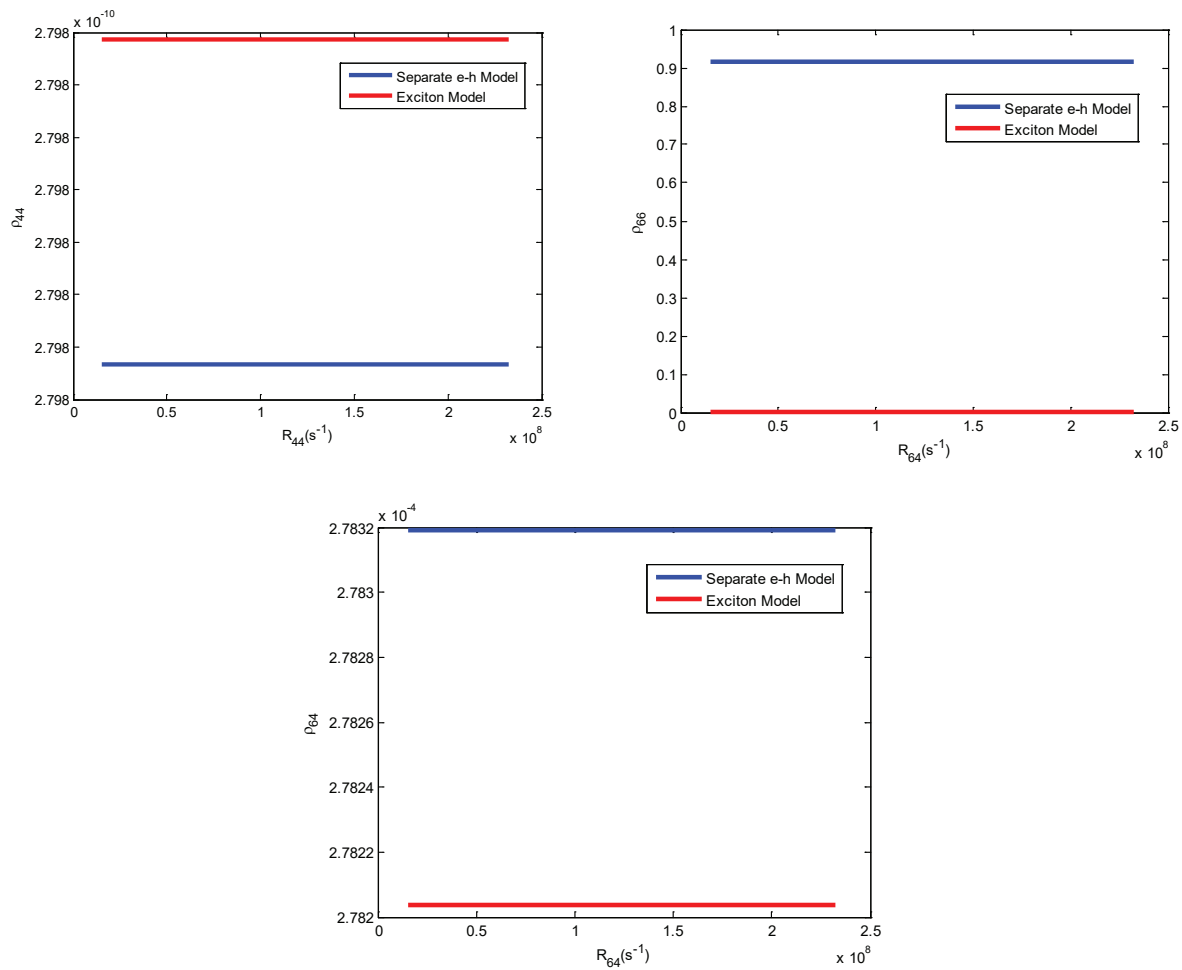 x 10^-10
2.798
2.798
2.798
2.798
2.798
2.798
2.798
2.798
ρ44
0 0.5 1 1.5 2 2.5
R44(s^-1)
x 10^8
Separate e-h Model
Exciton Model
1
0.9
0.8
0.7
0.6
0.5
0.4
0.3
0.2
0.1
0
ρ66
0 0.5 1 1.5 2 2.5
R64(s^-1)
x 10^8
Separate e-h Model
Exciton Model
x 10^-4
2.7832
2.783
2.7828
2.7826
2.7824
2.7822
2.782
ρ64
0 0.5 1 1.5 2 2.5
R64(s^-1)
x 10^8
Separate e-h Model
Exciton Model